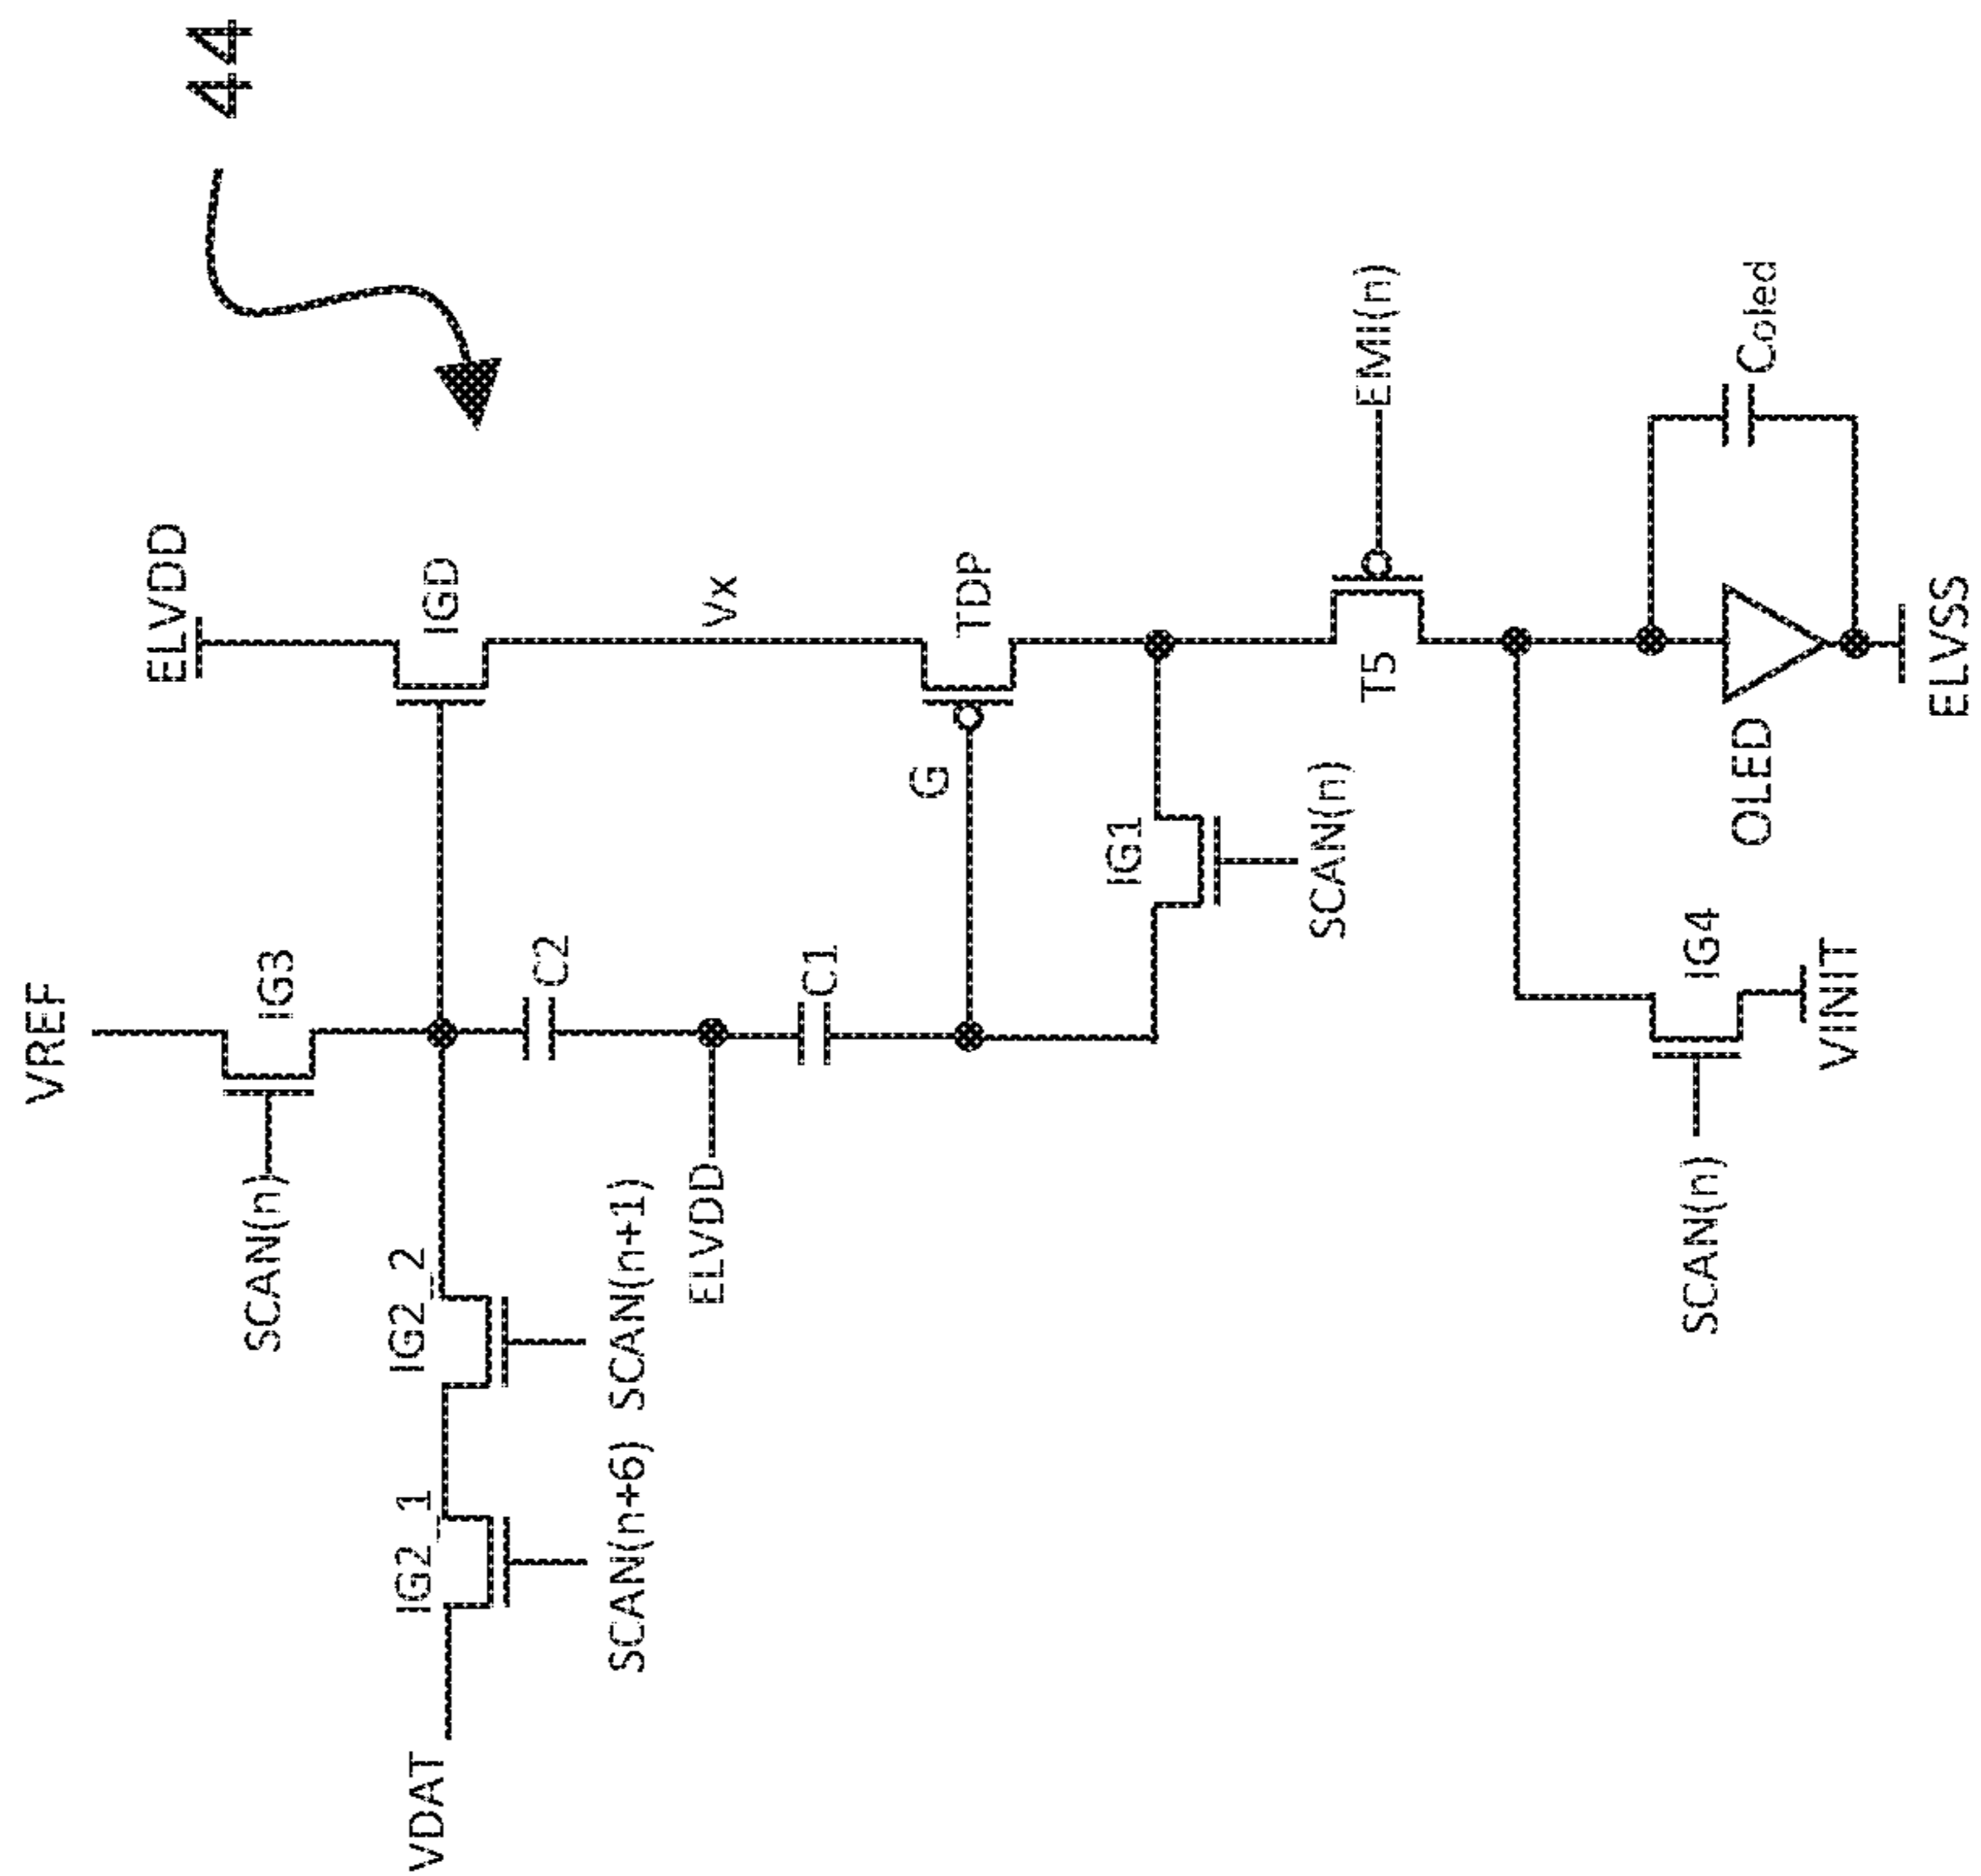 44
VREF
ELVDD
IG3
IGD
SCAN(n)
C2
VDAT
IG2_1
IG2_2
SCAN(n+6)
SCAN(n+1)
ELVDD
Vx
C1
G
TDP
IG1
SCAN(n)
EMI(n)
T5
SCAN(n)
IG4
VINIT
OLED
Coled
ELVSS